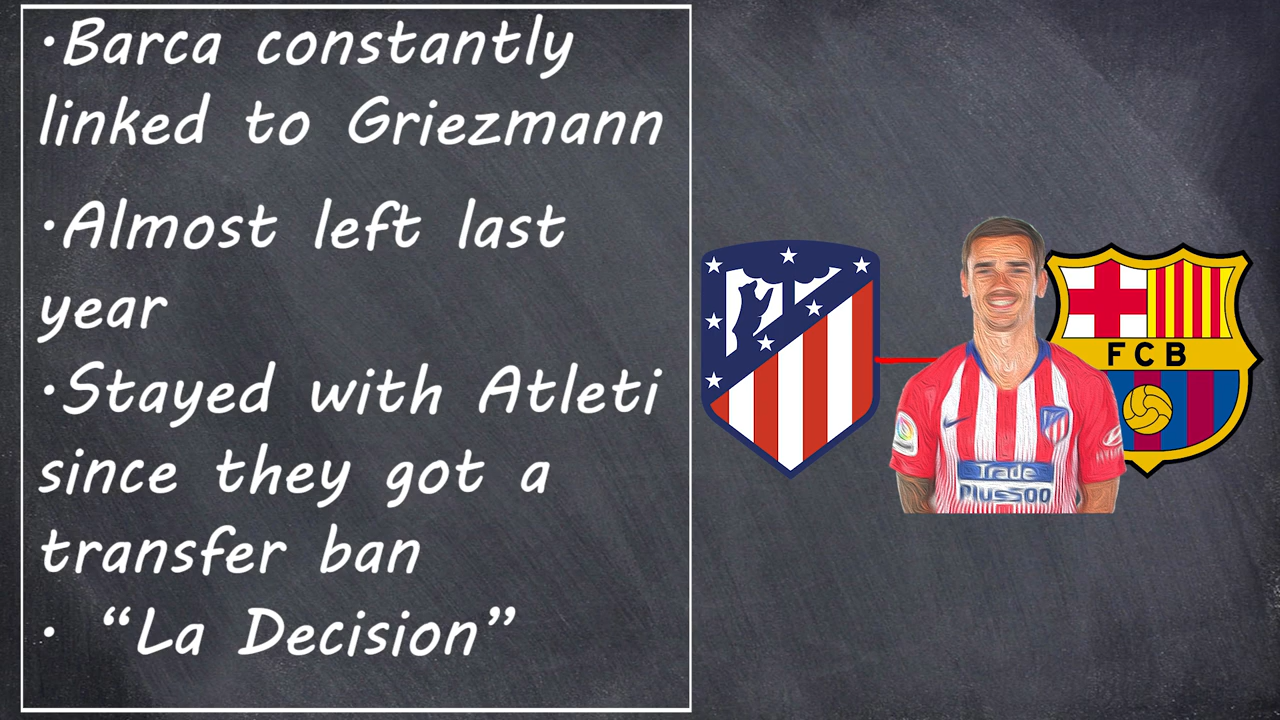 •Barca constantly
linked to Griezmann
•Almost left last
year
•Stayed with Atleti
since they got a
transfer ban
• “La Decision”
FCB
Trade
Plus500